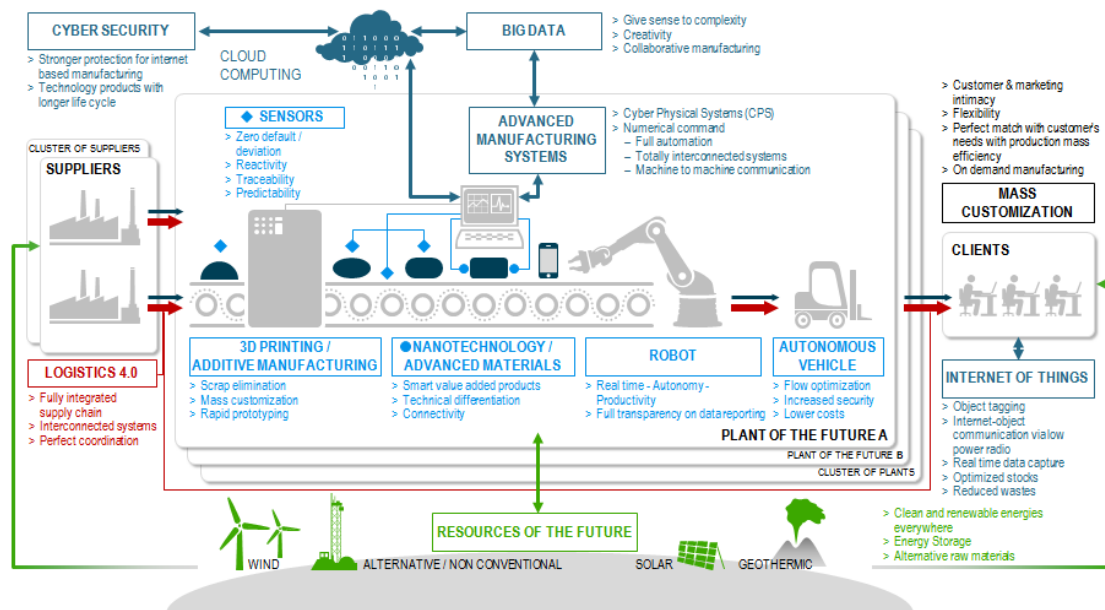 CYBER SECURITY
> Stronger protection for internet
based manufacturing
> Technology products with
longer life cycle
CLOUD
COMPUTING
BIG DATA
> Give sense to complexity
> Creativity
> Collaborative manufacturing
SENSORS
> Zero default /
deviation
> Reactivity
> Traceability
> Predictability
ADVANCED
MANUFACTURING
SYSTEMS
> Cyber Physical Systems (CPS)
> Numerical command
– Full automation
– Totally interconnected systems
– Machine to machine communication
> Customer & marketing
intimacy
> Flexibility
> Perfect match with customer's
needs with production mass
efficiency
> On demand manufacturing
MASS
CUSTOMIZATION
CLUSTER OF SUPPLIERS
SUPPLIERS
CLIENTS
LOGISTICS 4.0
> Fully integrated
supply chain
> Interconnected systems
> Perfect coordination
3D PRINTING /
ADDITIVE MANUFACTURING
> Scrap elimination
> Mass customization
> Rapid prototyping
NANOTECHNOLOGY /
ADVANCED MATERIALS
> Smart value added products
> Technical differentiation
> Connectivity
ROBOT
> Real time - Autonomy -
Productivity
> Full transparency on data reporting
AUTONOMOUS
VEHICLE
> Flow optimization
> Increased security
> Lower costs
INTERNET OF THINGS
> Object tagging
> Internet-object
communication via low
power radio
> Real time data capture
> Optimized stocks
> Reduced wastes
PLANT OF THE FUTURE A
PLANT OF THE FUTURE B
CLUSTER OF PLANTS
RESOURCES OF THE FUTURE
> Clean and renewable energies
everywhere
> Energy Storage
> Alternative raw materials
WIND
ALTERNATIVE / NON CONVENTIONAL
SOLAR
GEOTHERMIC